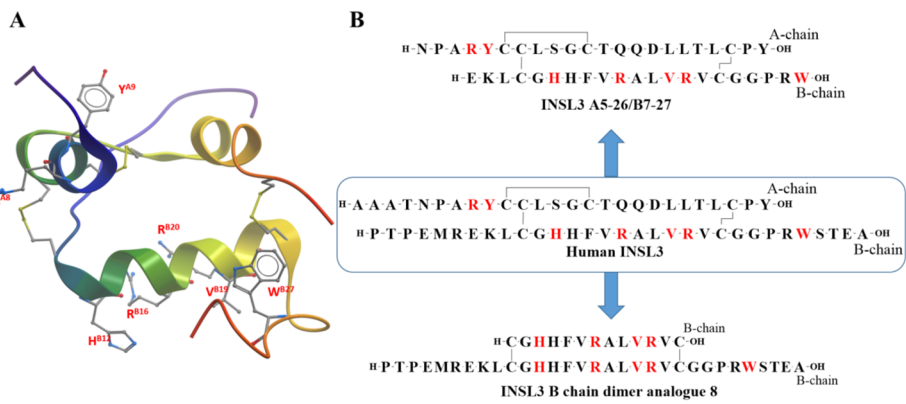 A
Y^A9
A8
R^B20
R^B16
V^B19
W^B27
H^B12
B
A-chain
H-N-P-A-R-Y-C-C-L-S-G-C-T-Q-Q-D-L-L-T-L-C-P-Y-OH
H-E-K-L-C-G-H-H-F-V-R-A-L-V-R-V-C-G-G-P-R-W-OH
B-chain
INSL3 A5-26/B7-27
A-chain
H-A-A-A-T-N-P-A-R-Y-C-C-L-S-G-C-T-Q-Q-D-L-L-T-L-C-P-Y-OH
H-P-T-P-E-M-R-E-K-L-C-G-H-H-F-V-R-A-L-V-R-V-C-G-G-P-R-W-S-T-E-A-OH
Human INSL3
B-chain
B-chain
H-C-G-H-H-F-V-R-A-L-V-R-V-C-OH
H-P-T-P-E-M-R-E-K-L-C-G-H-H-F-V-R-A-L-V-R-V-C-G-G-P-R-W-S-T-E-A-OH
B-chain
INSL3 B chain dimer analogue 8